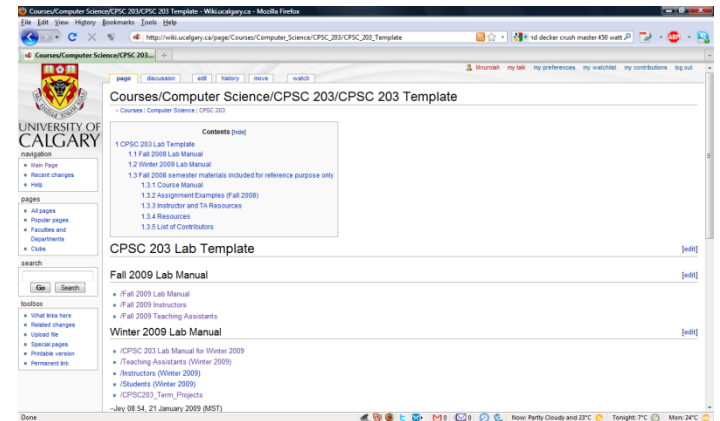 Courses/Computer Science/CPSC 203/CPSC 203 Template - Wiki.ucalgary.ca - Mozilla Firefox
File Edit View History Bookmarks Tools Help
http://wiki.ucalgary.ca/page/Courses/Computer_Science/CPSC_203/CPSC_203_Template
nd decker crush master 450 watt
Courses/Computer Science/CPSC 203...
my talk my preferences my watchlist my contributions log out
page discussion edit history move watch
Courses/Computer Science/CPSC 203/CPSC 203 Template
< Courses | Computer Science | CPSC 203
UNIVERSITY OF
CALGARY
navigation
Main Page
Recent changes
Help
pages
All pages
Popular pages
Faculties and
Departments
Clubs
search
Go Search
toolbox
What links here
Related changes
Upload file
Special pages
Printable version
Permanent link
Contents [hide]
1 CPSC 203 Lab Template
1.1 Fall 2009 Lab Manual
1.2 Winter 2009 Lab Manual
1.3 Fall 2008 semester materials included for reference purpose only
1.3.1 Course Manual
1.3.2 Assignment Examples (Fall 2008)
1.3.3 Instructor and TA Resources
1.3.4 Resources
1.3.5 List of Contributors
CPSC 203 Lab Template [edit]
Fall 2009 Lab Manual [edit]
/Fall 2009 Lab Manual
/Fall 2009 Instructors
/Fall 2009 Teaching Assistants
Winter 2009 Lab Manual [edit]
/CPSC 203 Lab Manual for Winter 2009
/Teaching Assistants (Winter 2009)
/Instructors (Winter 2009)
/Students (Winter 2009)
/CPSC203_Term_Projects
--Jey 08:54, 21 January 2009 (MST)
Done
Now: Partly Cloudy and 23°C Tonight: 7°C Mon: 24°C